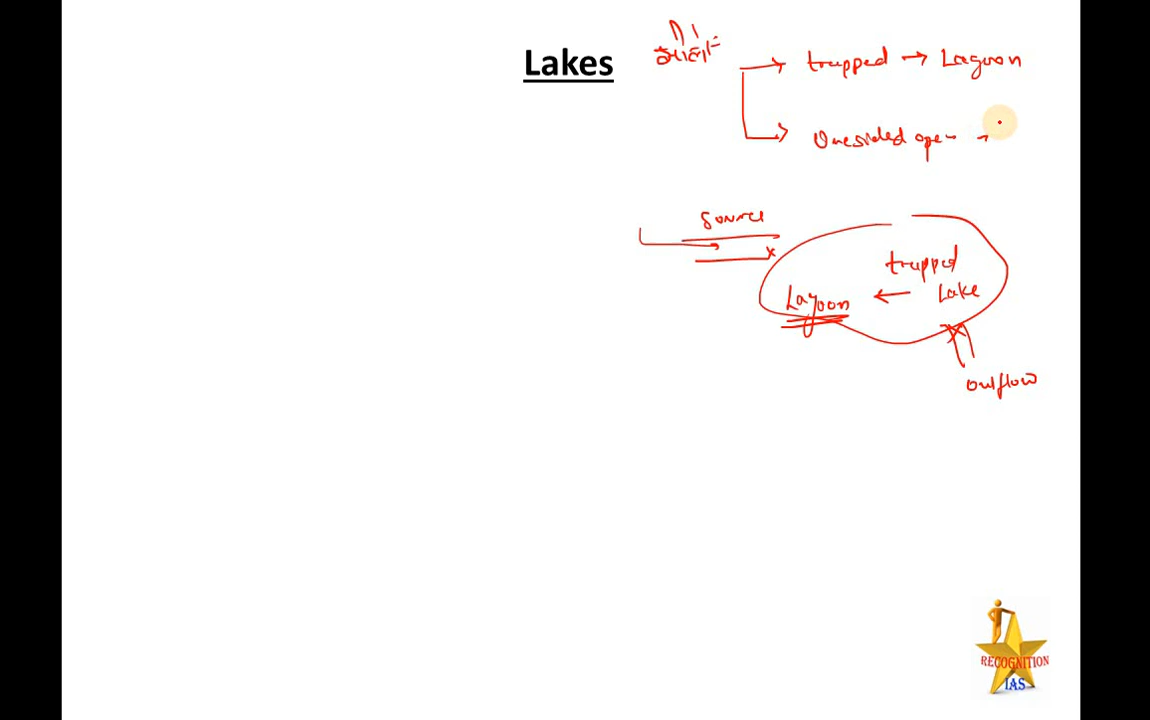 Lakes
trapped → Lagoon
Onesided open →
Source
trapped
Lagoon ← Lake
outflow
RECOGNITION
IAS